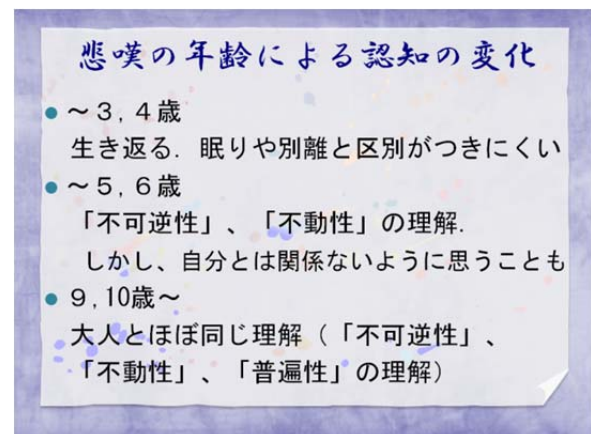 悲嘆の年齢による認知の変化
● ～３，４歳
生き返る．眠りや別離と区別がつきにくい
● ～５，６歳
「不可逆性」、「不動性」の理解．
しかし、自分とは関係ないように思うことも
● ９，10歳～
大人とほぼ同じ理解（「不可逆性」、
「不動性」、「普遍性」の理解）